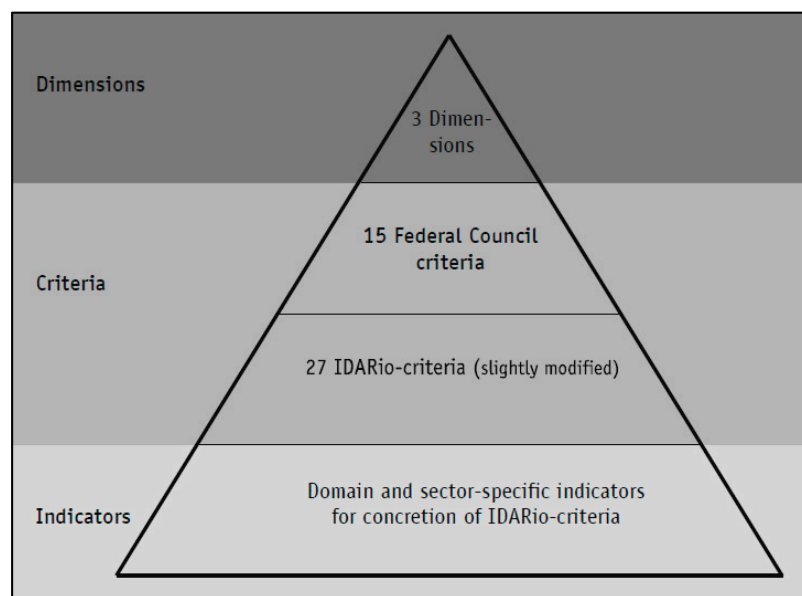 Dimensions
3 Dimen-
sions
15 Federal Council
criteria
Criteria
27 IDARio-criteria (slightly modified)
Domain and sector-specific indicators
for concretion of IDARio-criteria
Indicators